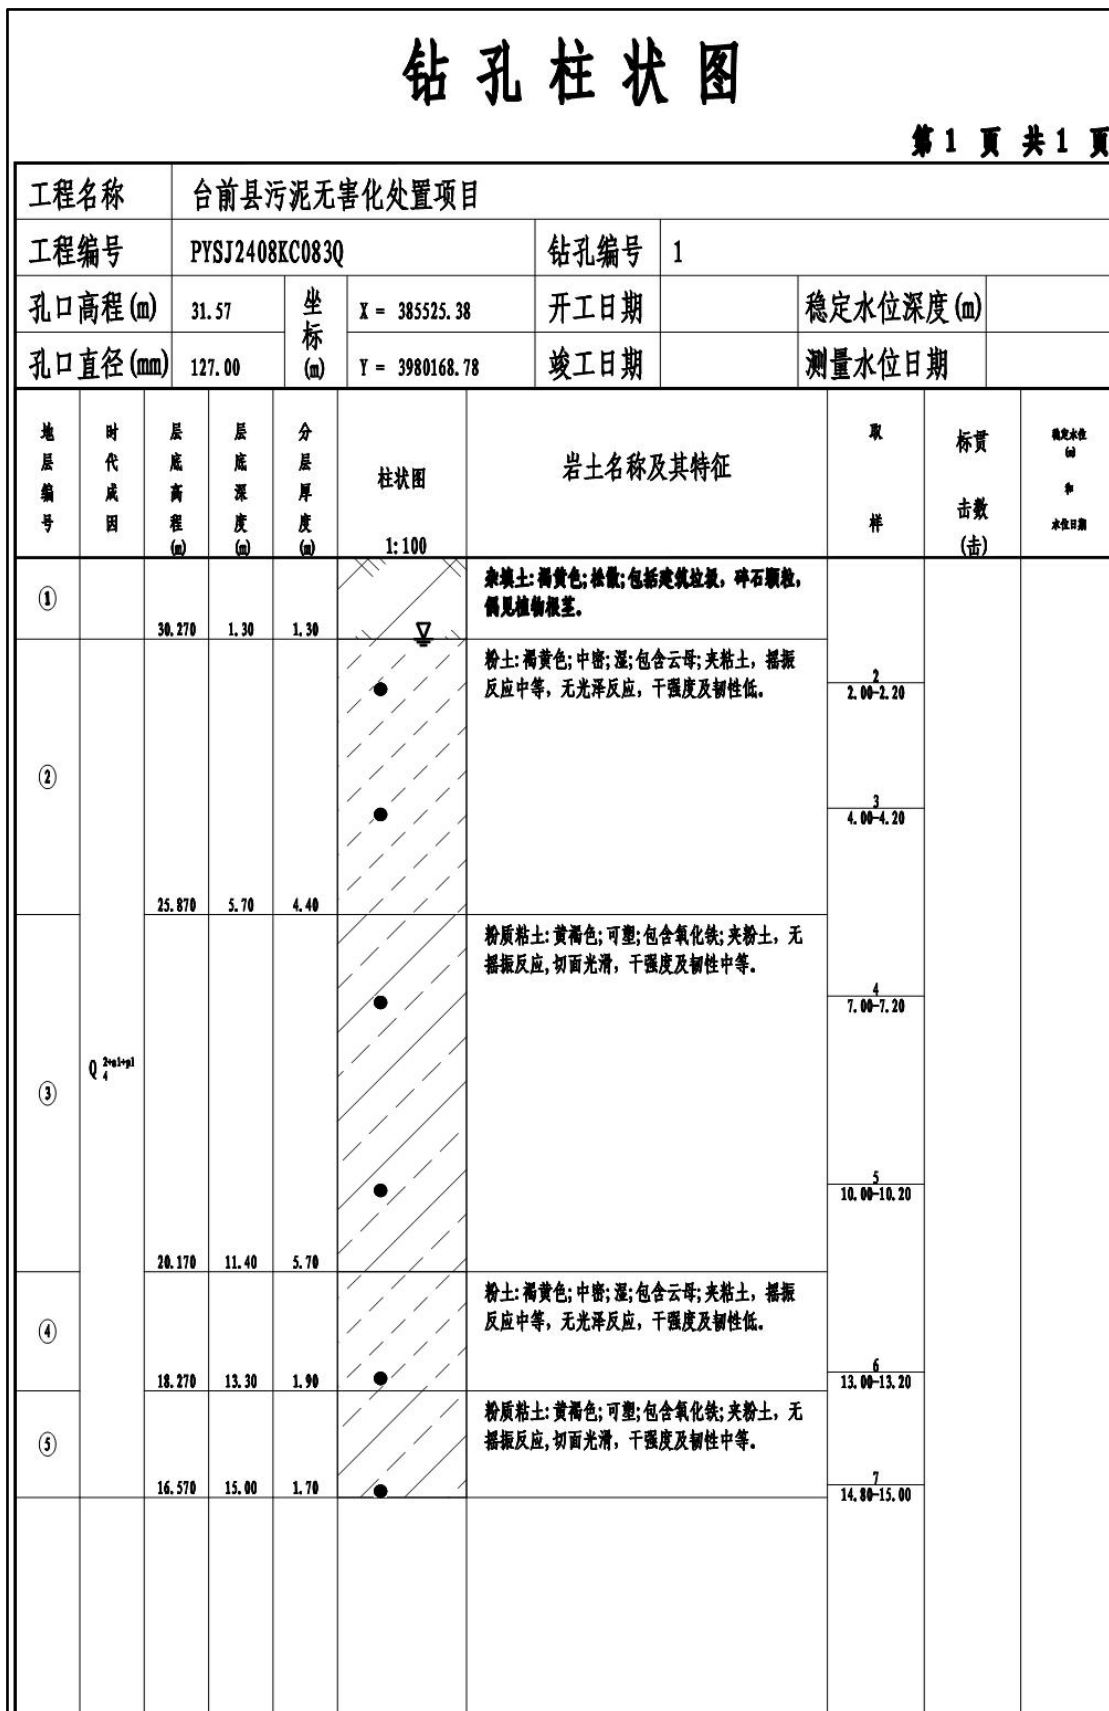 钻孔柱状图
第 1 页 共 1 页
工程名称 台前县污泥无害化处置项目
工程编号 PYSJ2408KC083Q 钻孔编号 1
孔口高程(m) 31.57 坐标(m) X = 385525.38 开工日期 稳定水位深度(m)
孔口直径(mm) 127.00 Y = 3980168.78 竣工日期 测量水位日期
地层编号 时代成因 层底高程(m) 层底深度(m) 分层厚度(m) 柱状图 1:100 岩土名称及其特征 取样 标贯击数(击) 稳定水位(m)和水位日期
杂填土:褐黄色;松散;包括建筑垃圾，碎石颗粒，
① 偶见植物根茎。
30.270 1.30 1.30
粉土:褐黄色;中密;湿;包含云母;夹粘土，摇振
反应中等，无光泽反应，干强度及韧性低。
2
2.00-2.20
②
3
4.00-4.20
25.870 5.70 4.40
粉质粘土:黄褐色;可塑;包含氧化铁;夹粉土，无
摇振反应,切面光滑，干强度及韧性中等。
4
7.00-7.20
Q 2+al+pl 4
③
5
10.00-10.20
20.170 11.40 5.70
粉土:褐黄色;中密;湿;包含云母;夹粘土，摇振
反应中等，无光泽反应，干强度及韧性低。
④
6
13.00-13.20
18.270 13.30 1.90
粉质粘土:黄褐色;可塑;包含氧化铁;夹粉土，无
摇振反应,切面光滑，干强度及韧性中等。
⑤
7
14.80-15.00
16.570 15.00 1.70